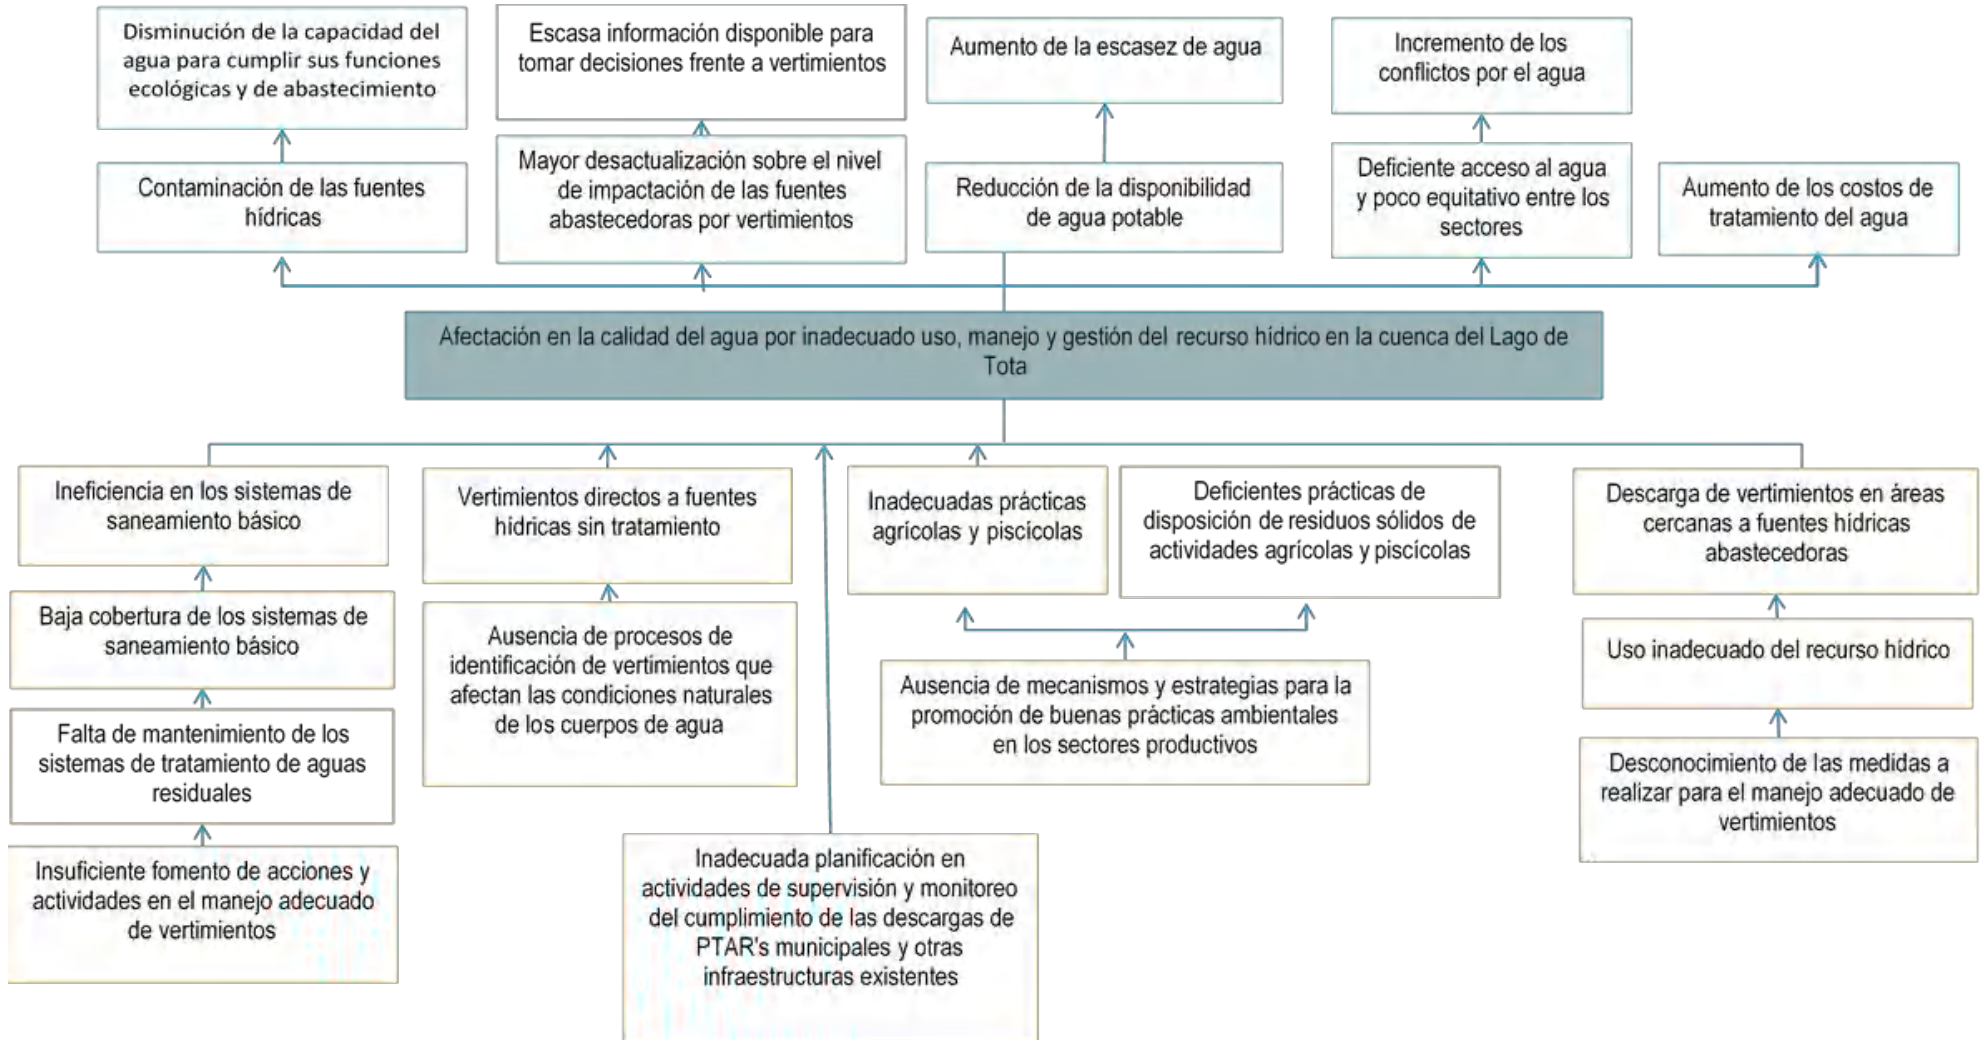 Disminución de la capacidad del
agua para cumplir sus funciones
ecológicas y de abastecimiento
Escasa información disponible para
tomar decisiones frente a vertimientos
Aumento de la escasez de agua
Incremento de los
conflictos por el agua
Contaminación de las fuentes
hídricas
Mayor desactualización sobre el nivel
de impactación de las fuentes
abastecedoras por vertimientos
Reducción de la disponibilidad
de agua potable
Deficiente acceso al agua
y poco equitativo entre los
sectores
Aumento de los costos de
tratamiento del agua
Afectación en la calidad del agua por inadecuado uso, manejo y gestión del recurso hídrico en la cuenca del Lago de
Tota
Ineficiencia en los sistemas de
saneamiento básico
Vertimientos directos a fuentes
hídricas sin tratamiento
Inadecuadas prácticas
agrícolas y piscícolas
Deficientes prácticas de
disposición de residuos sólidos de
actividades agrícolas y piscícolas
Descarga de vertimientos en áreas
cercanas a fuentes hídricas
abastecedoras
Baja cobertura de los sistemas de
saneamiento básico
Ausencia de procesos de
identificación de vertimientos que
afectan las condiciones naturales
de los cuerpos de agua
Ausencia de mecanismos y estrategias para la
promoción de buenas prácticas ambientales
en los sectores productivos
Uso inadecuado del recurso hídrico
Falta de mantenimiento de los
sistemas de tratamiento de aguas
residuales
Desconocimiento de las medidas a
realizar para el manejo adecuado de
vertimientos
Insuficiente fomento de acciones y
actividades en el manejo adecuado
de vertimientos
Inadecuada planificación en
actividades de supervisión y monitoreo
del cumplimiento de las descargas de
PTAR's municipales y otras
infraestructuras existentes